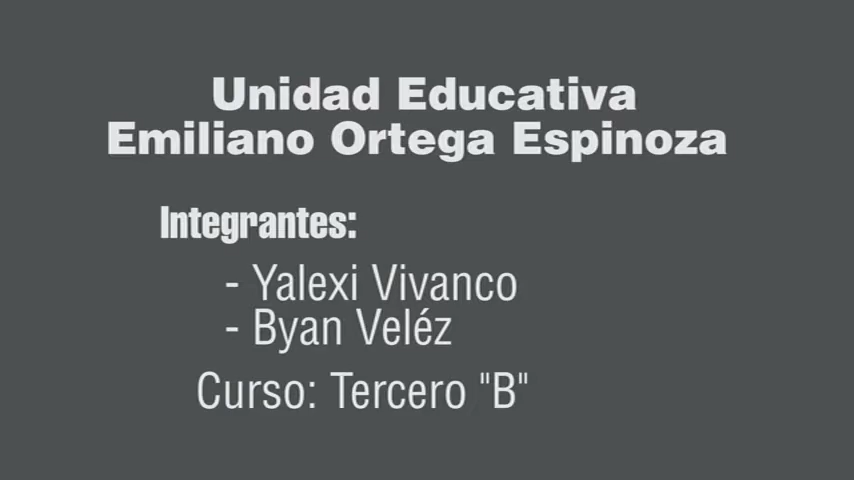 Unidad Educativa
Emiliano Ortega Espinoza
Integrantes:
- Yalexi Vivanco
- Byan Veléz
Curso: Tercero "B"